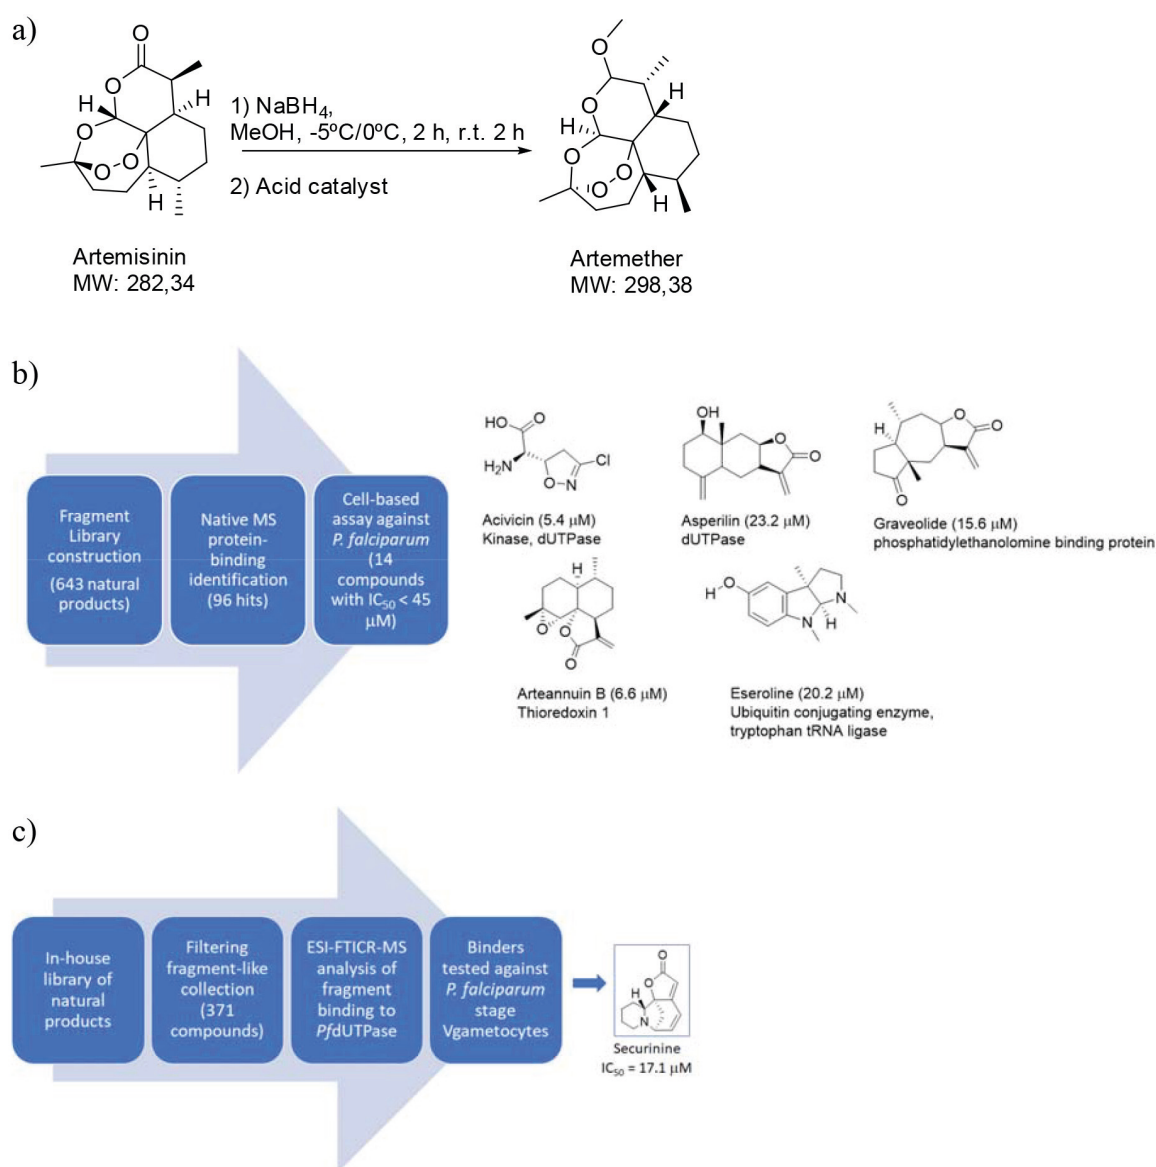 a)
O
O
H
H
O
O
O
H
1) NaBH4,
MeOH, -5ºC/0ºC, 2 h, r.t. 2 h
2) Acid catalyst
O
O
H
H
O
O
O
H
Artemisinin
MW: 282,34
Artemether
MW: 298,38
b)
Fragment
Library
construction
(643 natural
products)
Native MS
protein-
binding
identification
(96 hits)
Cell-based
assay against
P. falciparum
(14
compounds
with IC50 < 45
μM)
HO
O
H2N
O
N
Cl
Acivicin (5.4 μM)
Kinase, dUTPase
OH
O
O
Asperilin (23.2 μM)
dUTPase
H
O
O
O
Graveolide (15.6 μM)
phosphatidylethanolomine binding protein
H
O
O
O
Arteannuin B (6.6 μM)
Thioredoxin 1
H
O
N
N
H
Eseroline (20.2 μM)
Ubiquitin conjugating enzyme,
tryptophan tRNA ligase
c)
In-house
library of
natural
products
Filtering
fragment-like
collection
(371
compounds)
ESI-FTICR-MS
analysis of
fragment
binding to
PfdUTPase
Binders
tested against
P. falciparum
stage
Vgametocytes
O
O
H
N
Securinine
IC50 = 17.1 μM